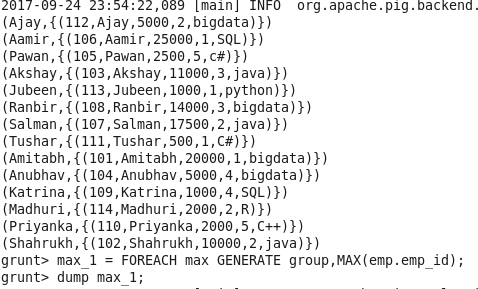 2017-09-24 23:54:22,089 [main] INFO  org.apache.pig.backend.
(Ajay,{(112,Ajay,5000,2,bigdata)})
(Aamir,{(106,Aamir,25000,1,SQL)})
(Pawan,{(105,Pawan,2500,5,c#)})
(Akshay,{(103,Akshay,11000,3,java)})
(Jubeen,{(113,Jubeen,1000,1,python)})
(Ranbir,{(108,Ranbir,14000,3,bigdata)})
(Salman,{(107,Salman,17500,2,java)})
(Tushar,{(111,Tushar,500,1,C#)})
(Amitabh,{(101,Amitabh,20000,1,bigdata)})
(Anubhav,{(104,Anubhav,5000,4,bigdata)})
(Katrina,{(109,Katrina,1000,4,SQL)})
(Madhuri,{(114,Madhuri,2000,2,R)})
(Priyanka,{(110,Priyanka,2000,5,C++)})
(Shahrukh,{(102,Shahrukh,10000,2,java)})
grunt> max_1 = FOREACH max GENERATE group,MAX(emp.emp_id);
grunt> dump max_1;